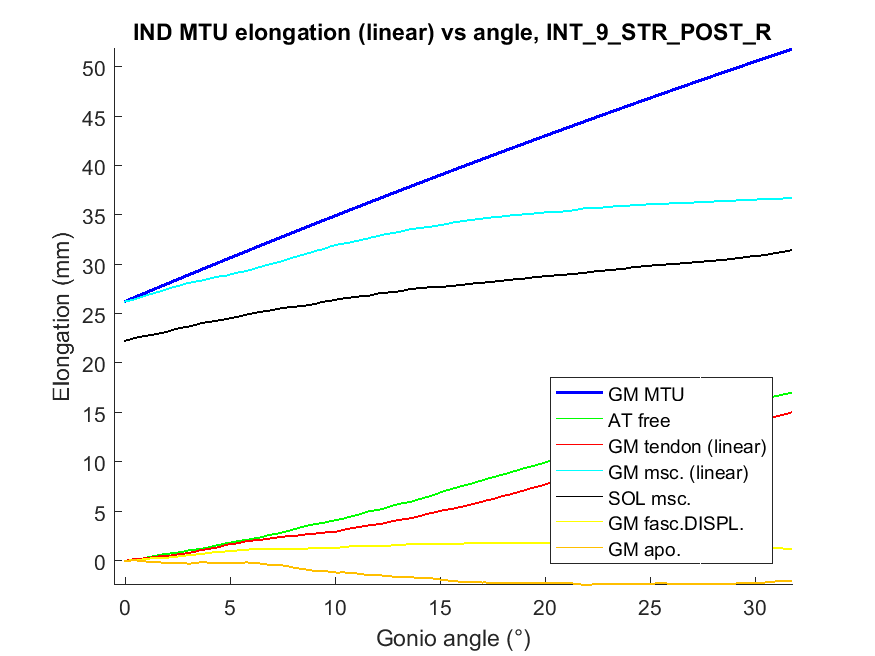 IND MTU elongation (linear) vs angle, INT_9_STR_POST_R
50
45
40
35
30
25
20
15
10
5
0
Elongation (mm)
GM MTU
AT free
GM tendon (linear)
GM msc. (linear)
SOL msc.
GM fasc.DISPL.
GM apo.
0 5 10 15 20 25 30
Gonio angle (°)